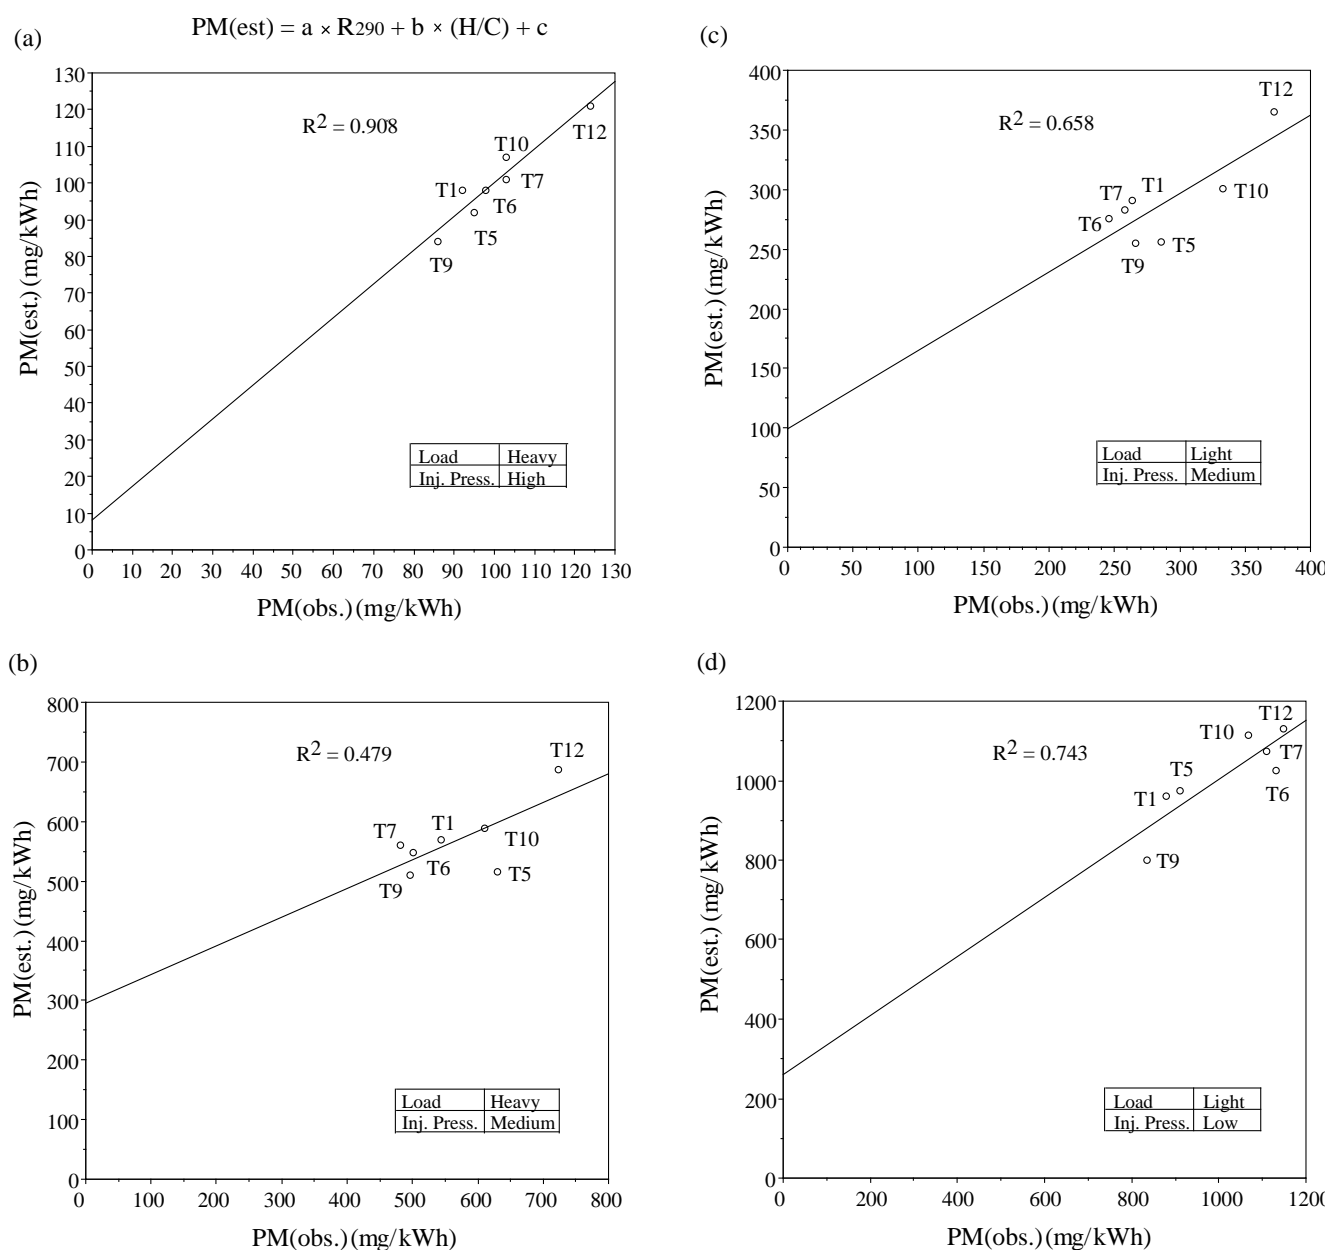 PM(est) = a × R290 + b × (H/C) + c
(a)
130
120
110
100
90
80
70
60
50
40
30
20
10
0
PM(est.) (mg/kWh)
R2 = 0.908
T12
T10
T7
T1
T6
T5
T9
Load Heavy
Inj. Press. High
0 10 20 30 40 50 60 70 80 90 100 110 120 130
PM(obs.) (mg/kWh)
(c)
400
350
300
250
200
150
100
50
0
PM(est.) (mg/kWh)
R2 = 0.658
T12
T7 T1
T10
T6
T5
T9
Load Light
Inj. Press. Medium
0 50 100 150 200 250 300 350 400
PM(obs.) (mg/kWh)
(b)
800
700
600
500
400
300
200
100
0
PM(est.) (mg/kWh)
R2 = 0.479
T12
T7 T1
T10
T6
T9 T5
Load Heavy
Inj. Press. Medium
0 100 200 300 400 500 600 700 800
PM(obs.) (mg/kWh)
(d)
1200
1000
800
600
400
200
0
PM(est.) (mg/kWh)
R2 = 0.743
T12
T10
T7
T5
T1 T6
T9
Load Light
Inj. Press. Low
0 200 400 600 800 1000 1200
PM(obs.) (mg/kWh)